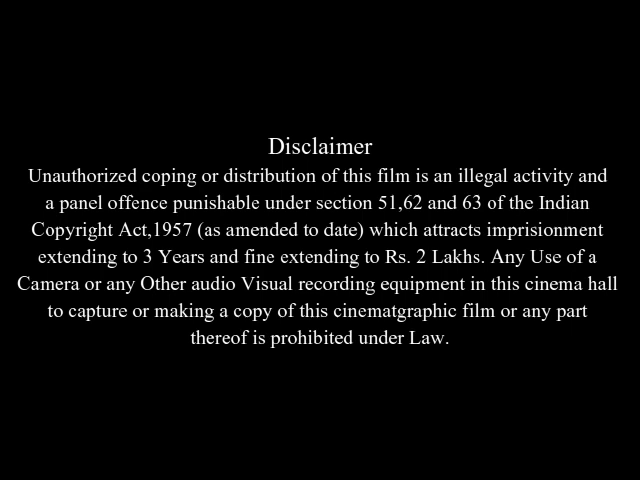 Disclaimer
Unauthorized coping or distribution of this film is an illegal activity and
a panel offence punishable under section 51,62 and 63 of the Indian
Copyright Act,1957 (as amended to date) which attracts imprisionment
extending to 3 Years and fine extending to Rs. 2 Lakhs. Any Use of a
Camera or any Other audio Visual recording equipment in this cinema hall
to capture or making a copy of this cinematgraphic film or any part
thereof is prohibited under Law.